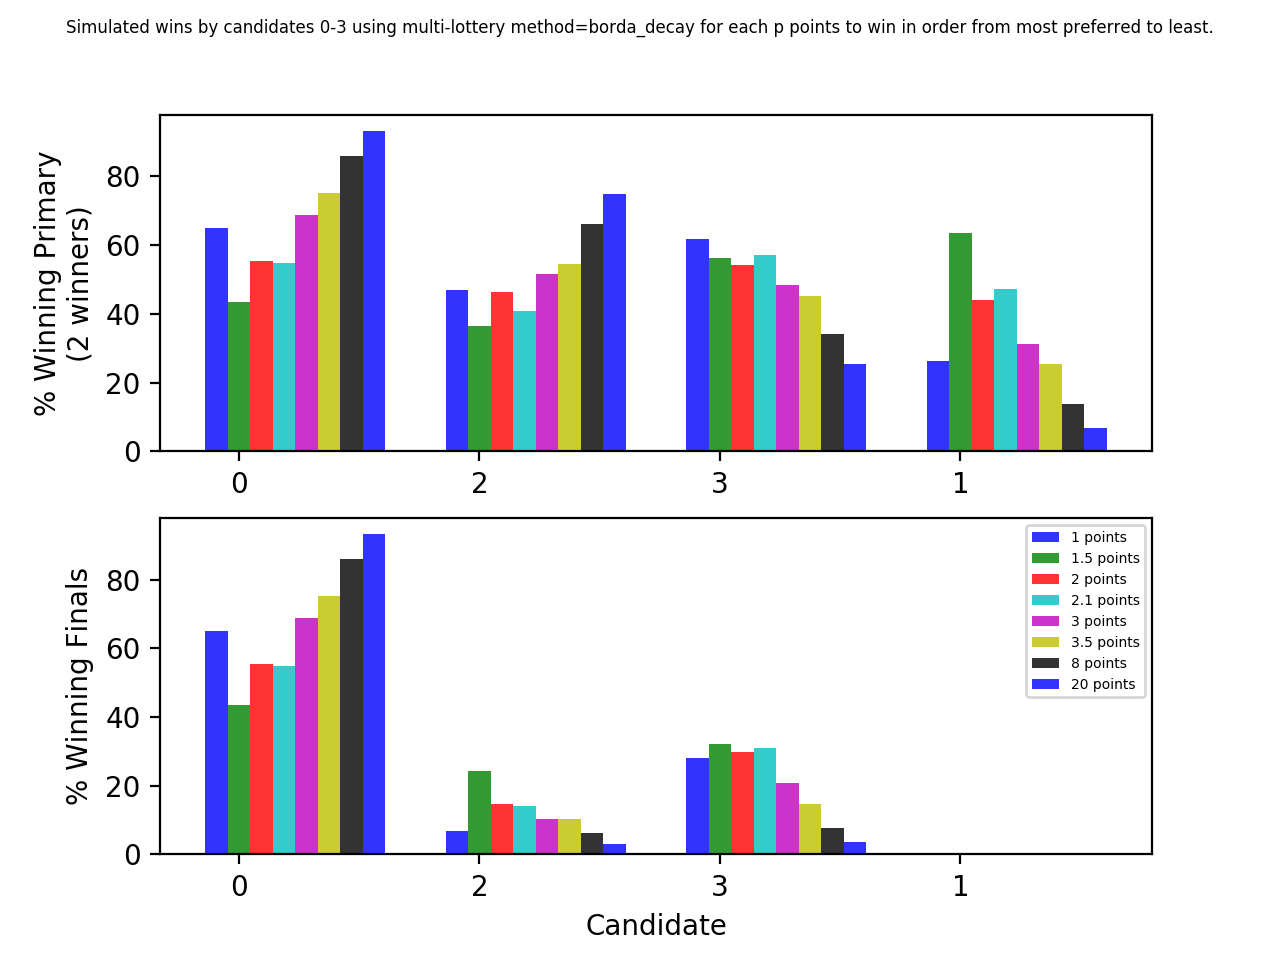 Simulated wins by candidates 0-3 using multi-lottery method=borda_decay for each p points to win in order from most preferred to least.
% Winning Primary
(2 winners)
80
60
40
20
0
0 2 3 1
% Winning Finals
80
60
40
20
0
1 points
1.5 points
2 points
2.1 points
3 points
3.5 points
8 points
20 points
0 2 3 1
Candidate